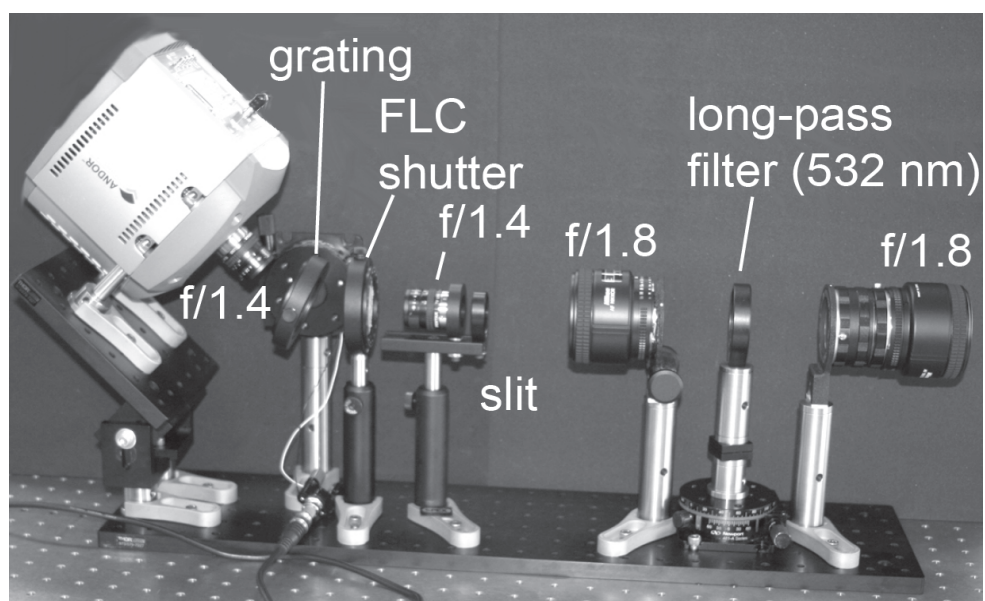 grating
FLC
shutter
f/1.4
f/1.8
long-pass
filter (532 nm)
f/1.8
f/1.4
slit
ANDOR